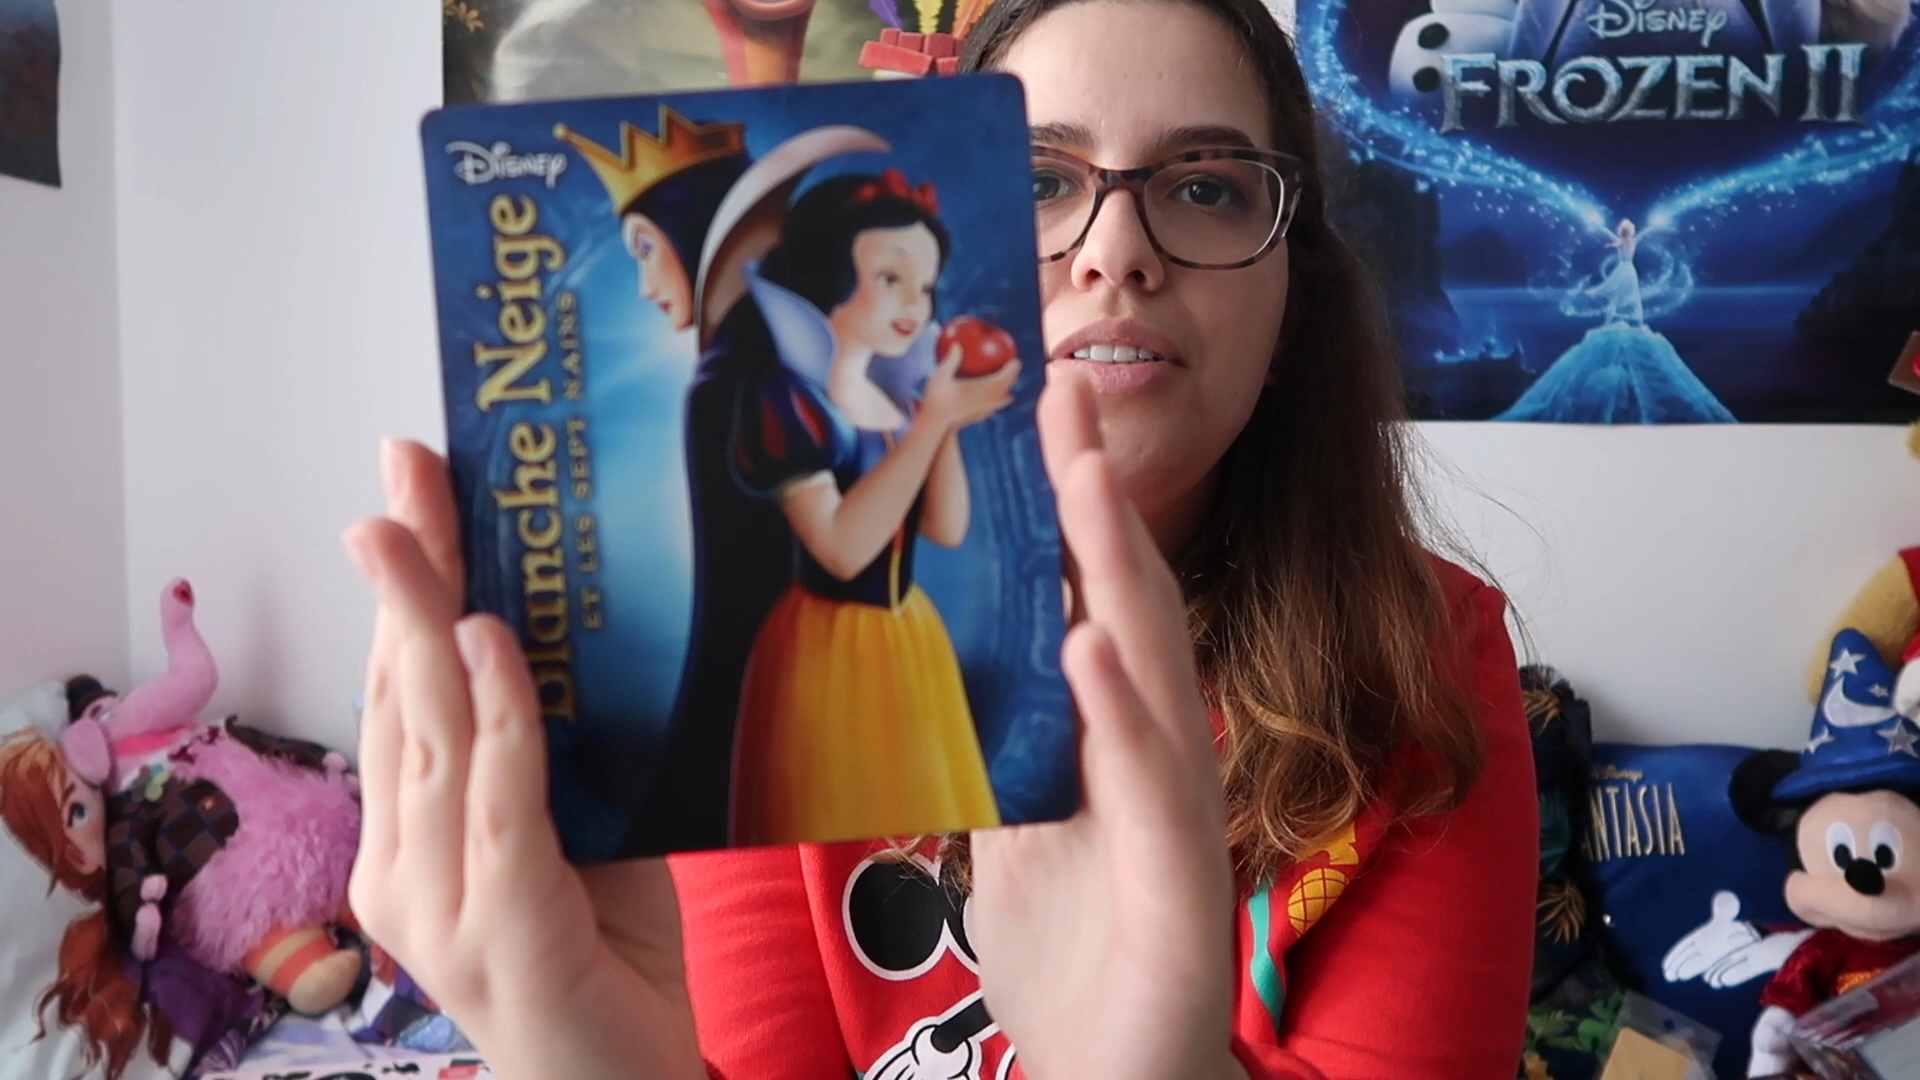 Disney
Blanche Neige
ET LES SEPT NAINS
Disney
FROZEN II
Disney
ANTASIA